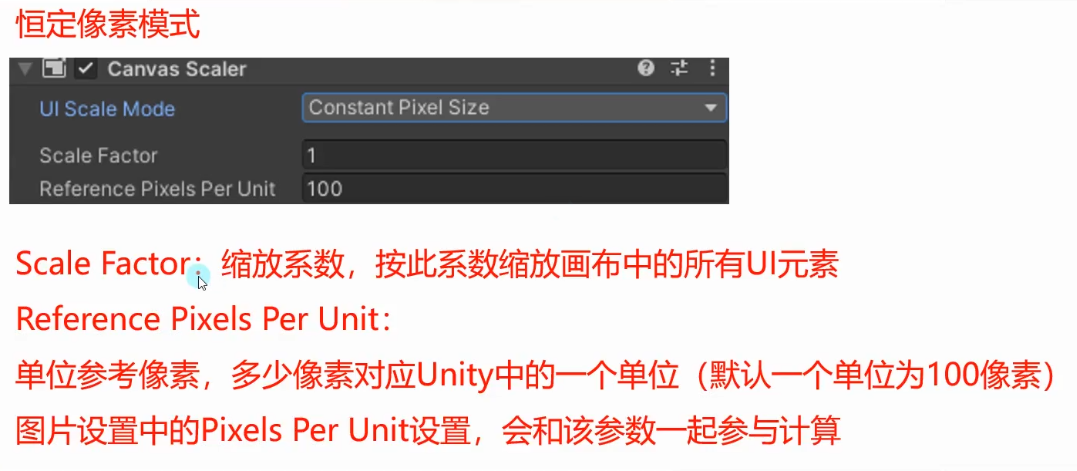 恒定像素模式
Canvas Scaler
UI Scale Mode Constant Pixel Size
Scale Factor 1
Reference Pixels Per Unit 100
Scale Factor：缩放系数，按此系数缩放画布中的所有UI元素
Reference Pixels Per Unit：
单位参考像素，多少像素对应Unity中的一个单位（默认一个单位为100像素）
图片设置中的Pixels Per Unit设置，会和该参数一起参与计算